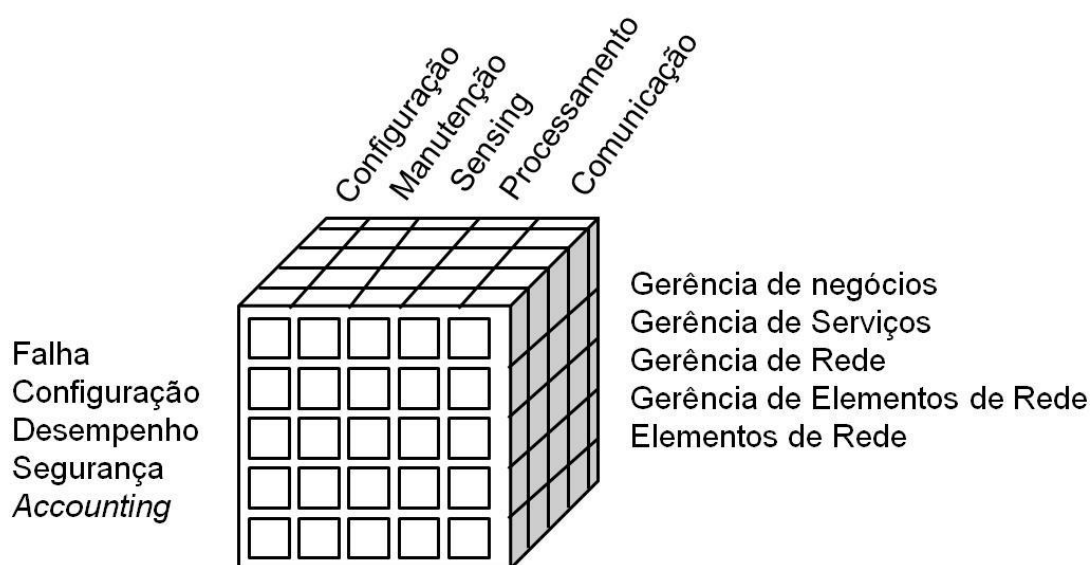 Configuração
Manutenção
Sensing
Processamento
Comunicação
Falha
Configuração
Desempenho
Segurança
Accounting
Gerência de negócios
Gerência de Serviços
Gerência de Rede
Gerência de Elementos de Rede
Elementos de Rede